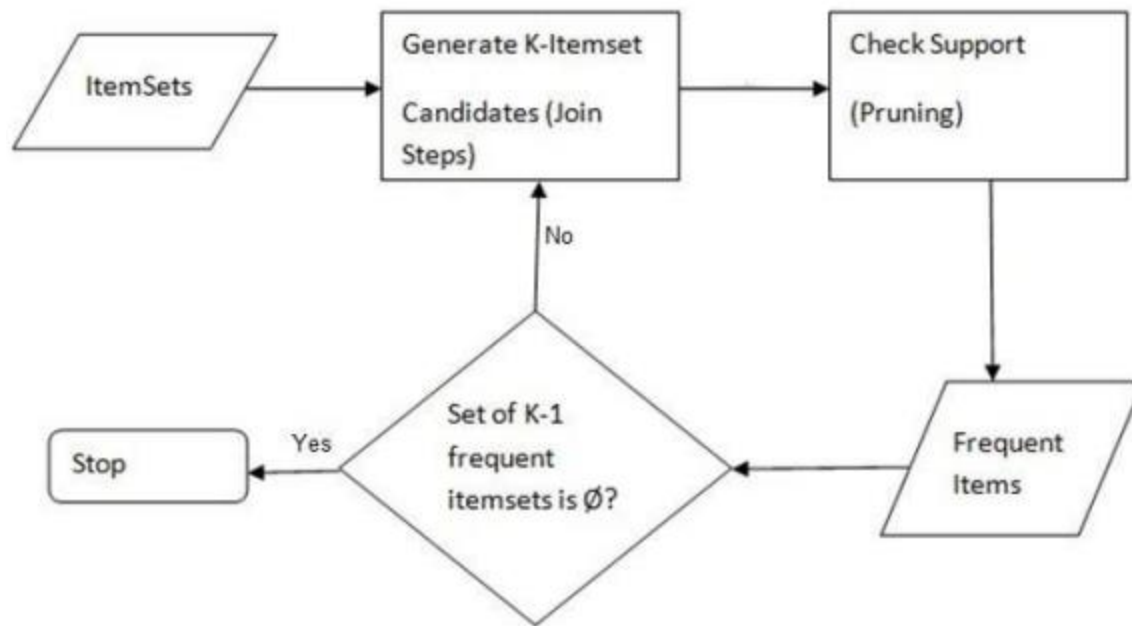 ItemSets
Generate K-Itemset
Candidates (Join
Steps)
Check Support
(Pruning)
No
Set of K-1
frequent
itemsets is Ø?
Yes
Stop
Frequent
Items